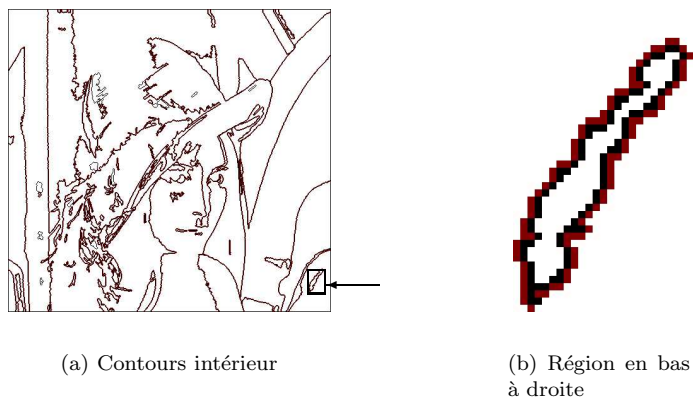 (a) Contours intérieur
(b) Région en bas
à droite